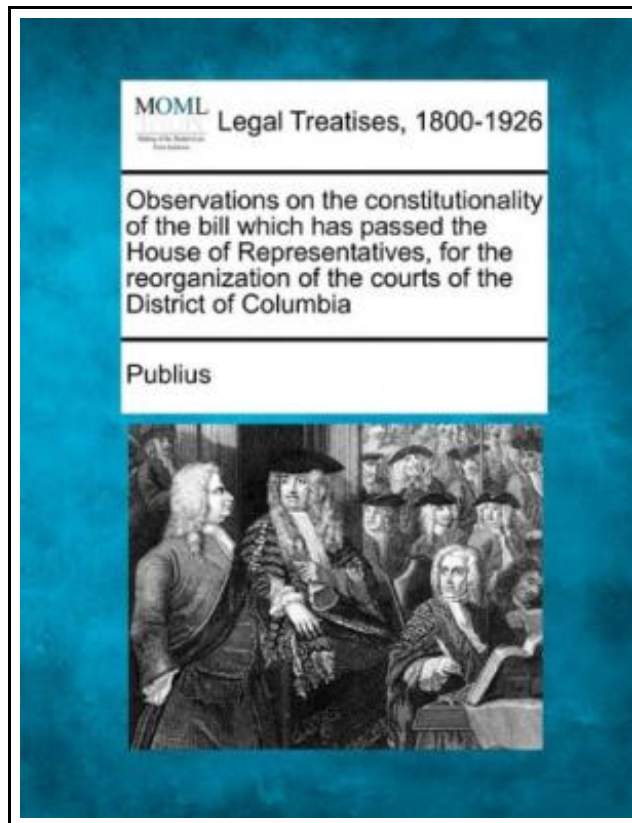 MOML
Legal Treatises, 1800-1926
Observations on the constitutionality
of the bill which has passed the
House of Representatives, for the
reorganization of the courts of the
District of Columbia
Publius